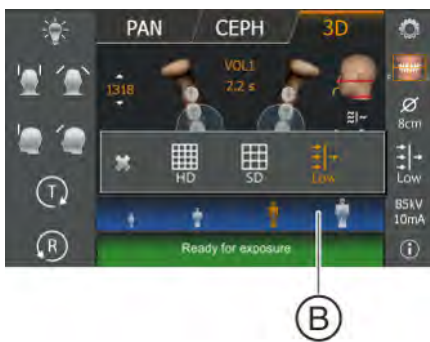 PAN
CEPH
3D
VOL1
1318
2.2 s
8cm
HD
SD
Low
Low
85kV
10mA
T
R
Ready for exposure
B